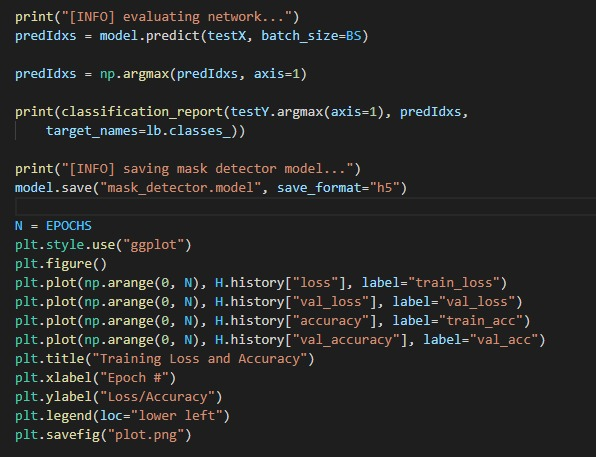 print("[INFO] evaluating network...")
predIdxs = model.predict(testX, batch_size=BS)
predIdxs = np.argmax(predIdxs, axis=1)
print(classification_report(testY.argmax(axis=1), predIdxs,
    target_names=lb.classes_))
print("[INFO] saving mask detector model...")
model.save("mask_detector.model", save_format="h5")
N = EPOCHS
plt.style.use("ggplot")
plt.figure()
plt.plot(np.arange(0, N), H.history["loss"], label="train_loss")
plt.plot(np.arange(0, N), H.history["val_loss"], label="val_loss")
plt.plot(np.arange(0, N), H.history["accuracy"], label="train_acc")
plt.plot(np.arange(0, N), H.history["val_accuracy"], label="val_acc")
plt.title("Training Loss and Accuracy")
plt.xlabel("Epoch #")
plt.ylabel("Loss/Accuracy")
plt.legend(loc="lower left")
plt.savefig("plot.png")